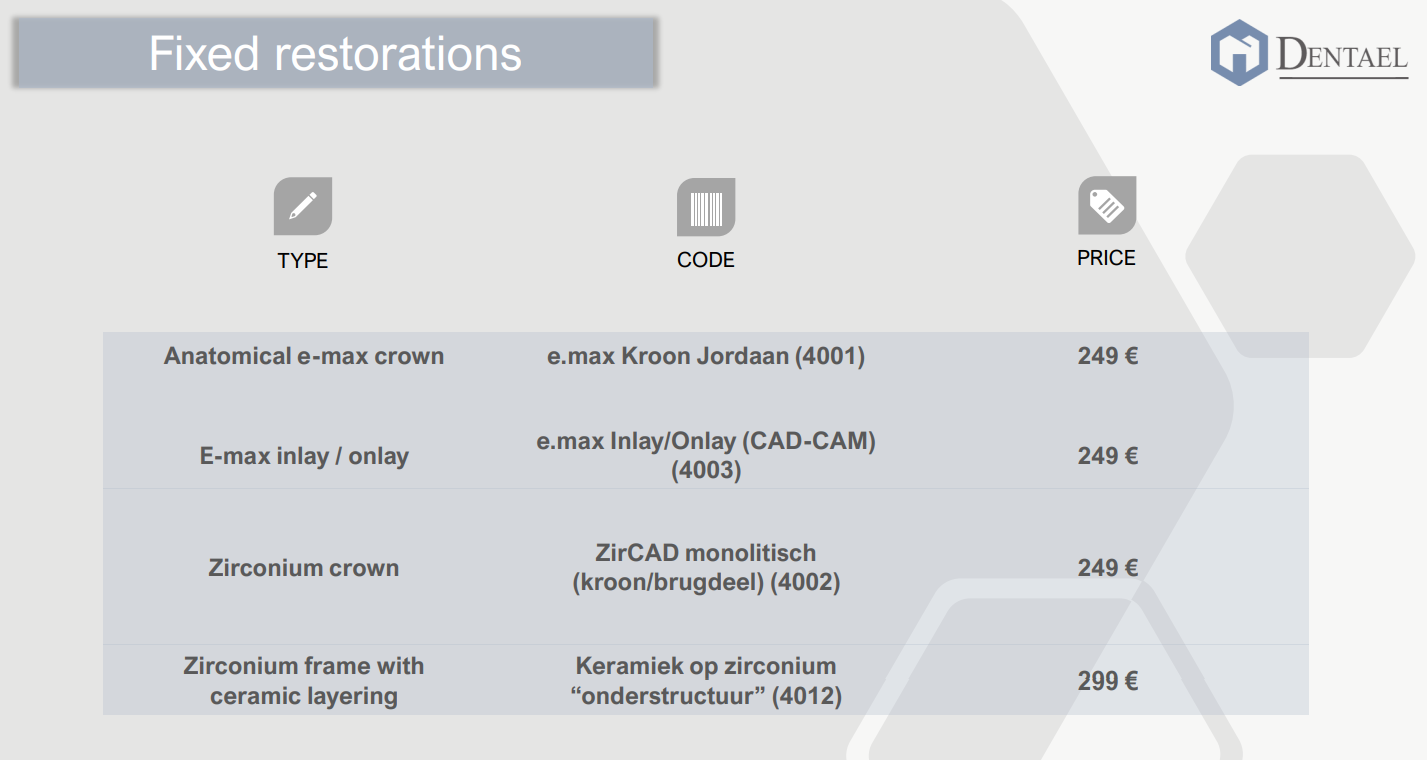 Fixed restorations
DENTAEL
TYPE
CODE
PRICE
Anatomical e-max crown
e.max Kroon Jordaan (4001)
249 €
E-max inlay / onlay
e.max Inlay/Onlay (CAD-CAM)
(4003)
249 €
Zirconium crown
ZirCAD monolitisch
(kroon/brugdeel) (4002)
249 €
Zirconium frame with
ceramic layering
Keramiek op zirconium
“onderstructuur” (4012)
299 €